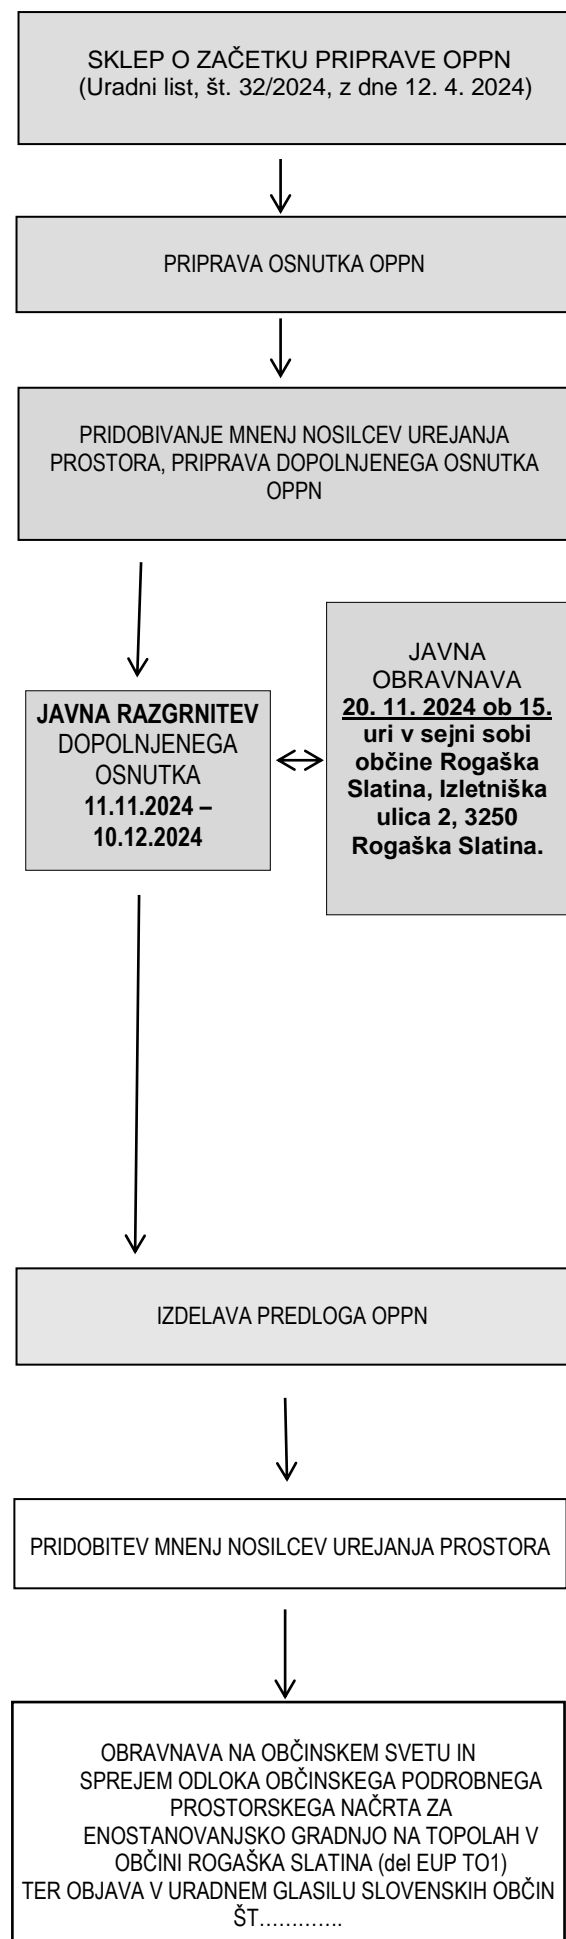 SKLEP O ZAČETKU PRIPRAVE OPPN
(Uradni list, št. 32/2024, z dne 12. 4. 2024)
PRIPRAVA OSNUTKA OPPN
PRIDOBIVANJE MNENJ NOSILCEV UREJANJA
PROSTORA, PRIPRAVA DOPOLNJENEGA OSNUTKA
OPPN
JAVNA RAZGRNITEV
DOPOLNJENEGA
OSNUTKA
11.11.2024 –
10.12.2024
JAVNA
OBRAVNAVA
20. 11. 2024 ob 15.
uri v sejni sobi
občine Rogaška
Slatina, Izletniška
ulica 2, 3250
Rogaška Slatina.
IZDELAVA PREDLOGA OPPN
PRIDOBITEV MNENJ NOSILCEV UREJANJA PROSTORA
OBRAVNAVA NA OBČINSKEM SVETU IN
SPREJEM ODLOKA OBČINSKEGA PODROBNEGA
PROSTORSKEGA NAČRTA ZA
ENOSTANOVANJSKO GRADNJO NA TOPOLAH V
OBČINI ROGAŠKA SLATINA (del EUP TO1)
TER OBJAVA V URADNEM GLASILU SLOVENSKIH OBČIN
ŠT.............